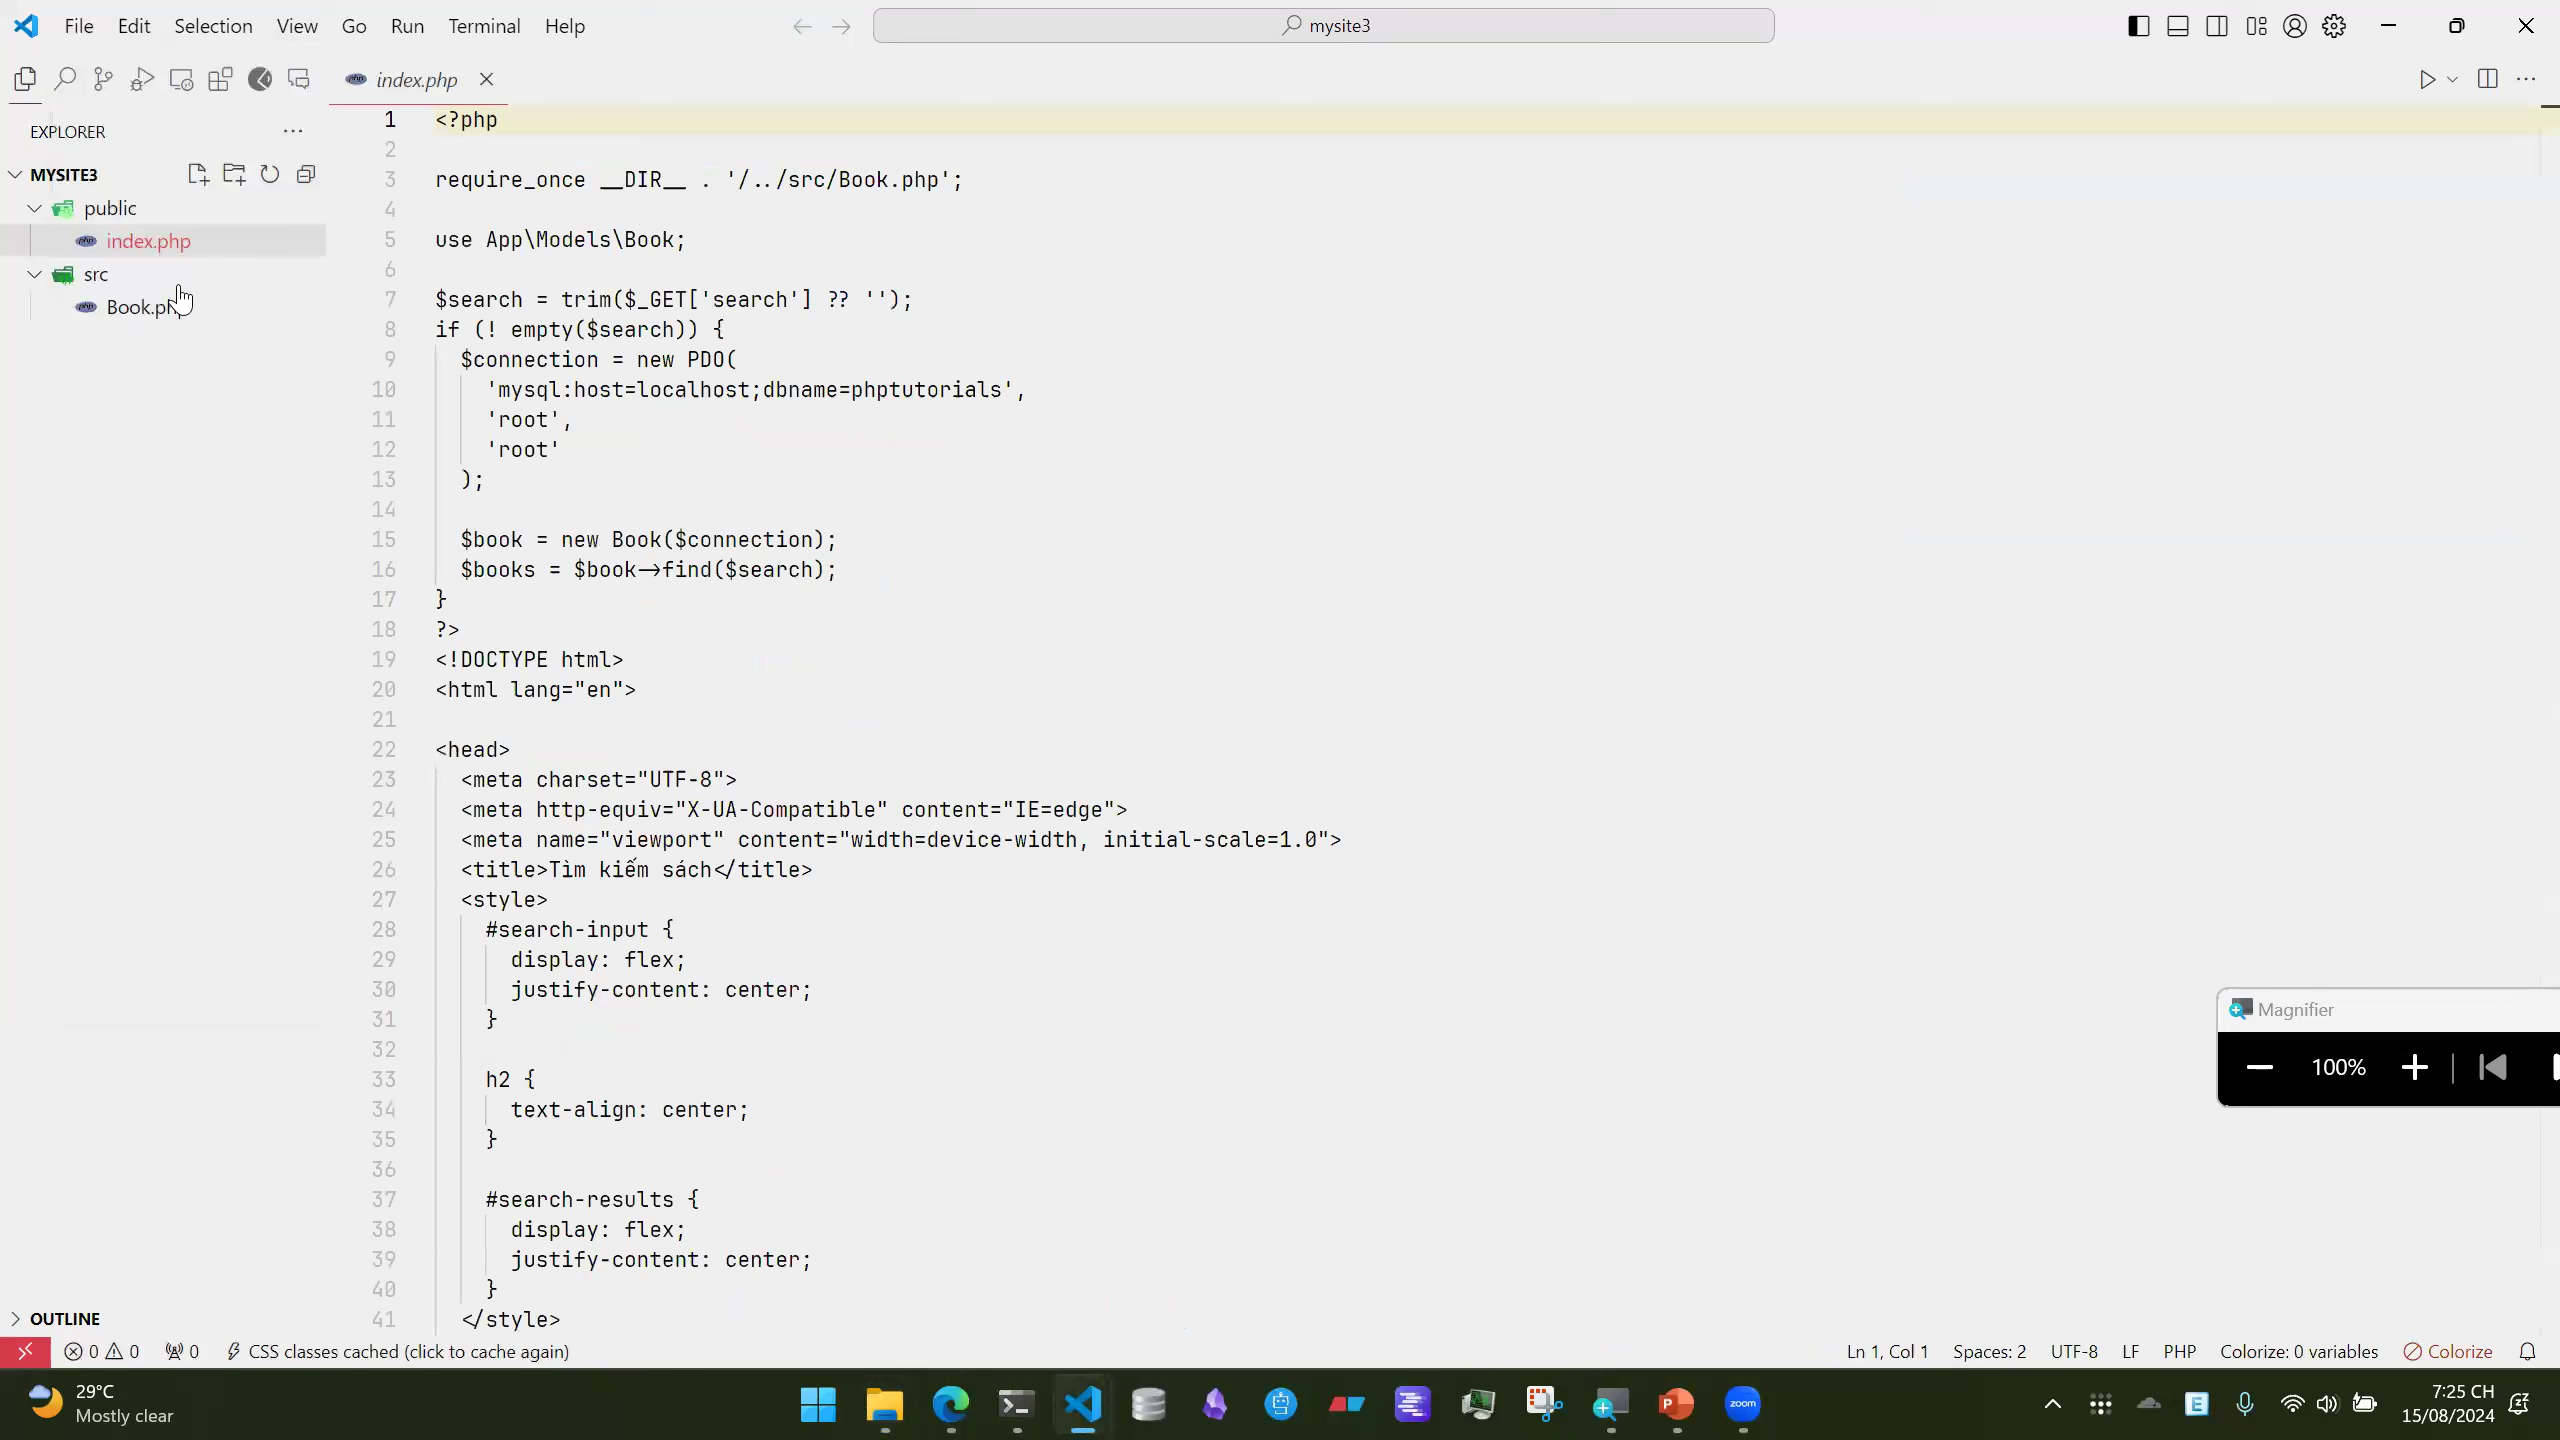 File Edit Selection View Go Run Terminal Help
mysite3
index.php
EXPLORER
MYSITE3
public
index.php
src
Book.ph
1 <?php
2
3 require_once __DIR__ . '/../src/Book.php';
4
5 use App\Models\Book;
6
7 $search = trim($_GET['search'] ?? '');
8 if (! empty($search)) {
9 $connection = new PDO(
10 'mysql:host=localhost;dbname=phptutorials',
11 'root',
12 'root'
13 );
14
15 $book = new Book($connection);
16 $books = $book->find($search);
17 }
18 ?>
19 <!DOCTYPE html>
20 <html lang="en">
21
22 <head>
23 <meta charset="UTF-8">
24 <meta http-equiv="X-UA-Compatible" content="IE=edge">
25 <meta name="viewport" content="width=device-width, initial-scale=1.0">
26 <title>Tìm kiếm sách</title>
27 <style>
28 #search-input {
29 display: flex;
30 justify-content: center;
31 }
32
33 h2 {
34 text-align: center;
35 }
36
37 #search-results {
38 display: flex;
39 justify-content: center;
40 }
41 </style>
Magnifier
100%
OUTLINE
0 0 0 CSS classes cached (click to cache again)
Ln 1, Col 1 Spaces: 2 UTF-8 LF PHP Colorize: 0 variables Colorize
29°C
Mostly clear
zoom
7:25 CH
15/08/2024